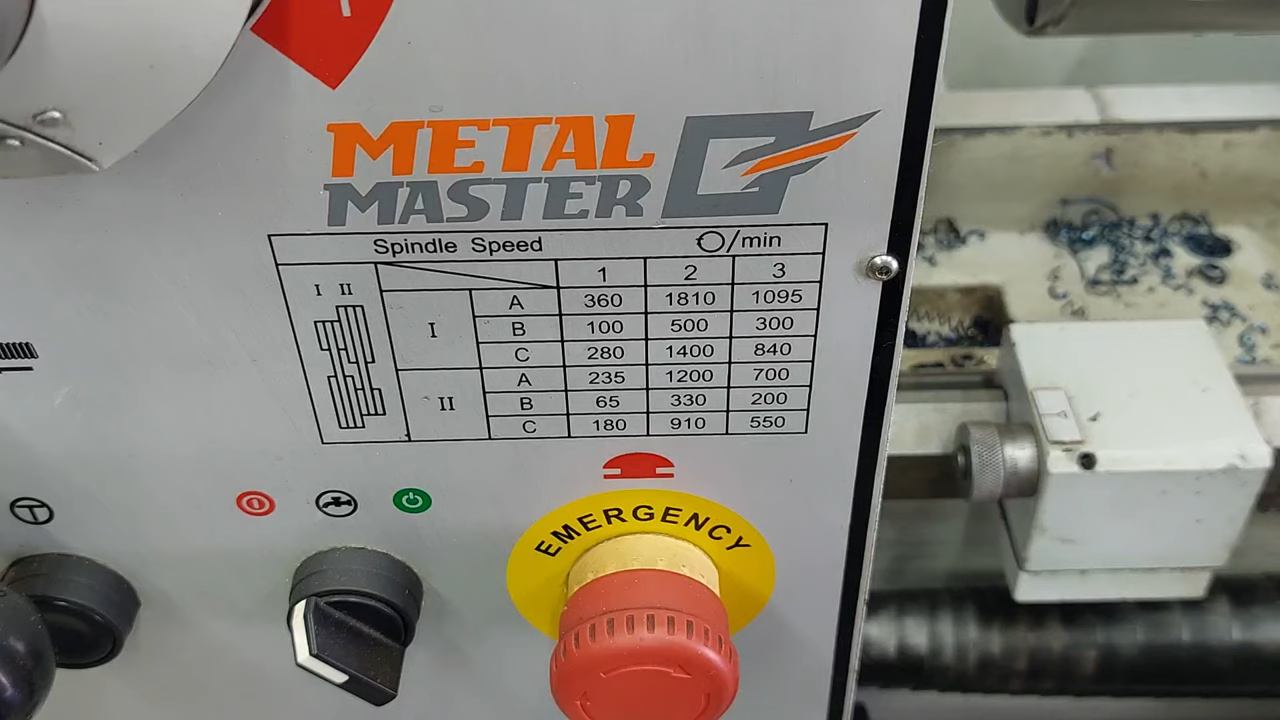 METAL
MASTER
Spindle Speed /min
I II 1 2 3
I A 360 1810 1095
B 100 500 300
C 280 1400 840
II A 235 1200 700
B 65 330 200
C 180 910 550
EMERGENCY